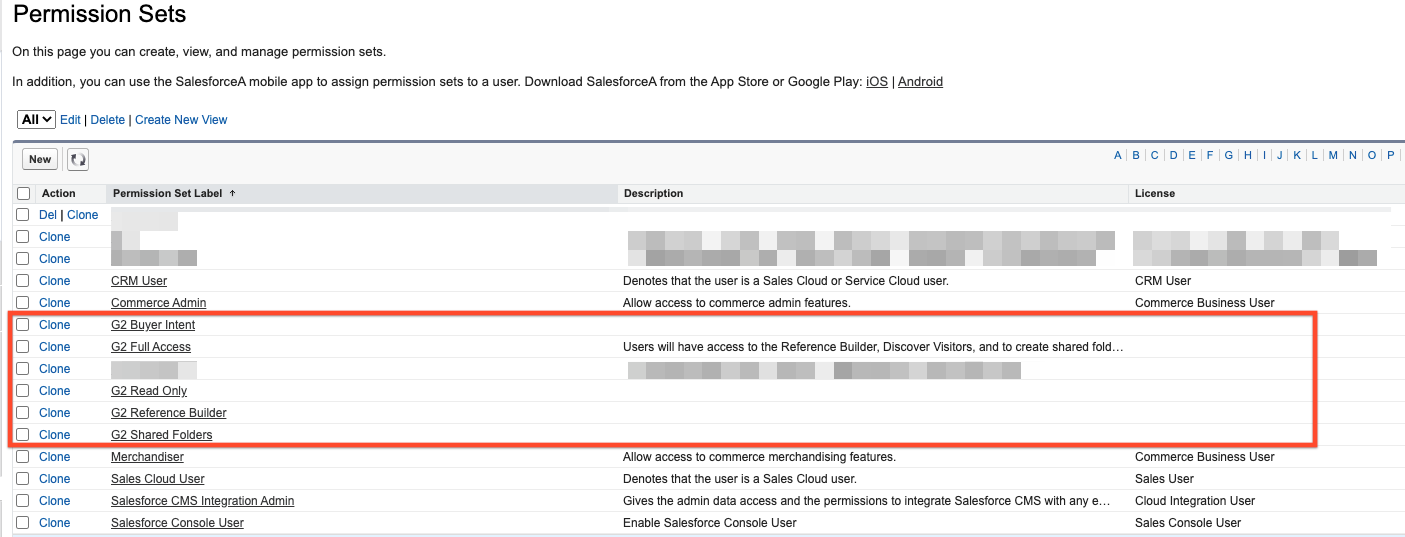 Permission Sets
On this page you can create, view, and manage permission sets.
In addition, you can use the SalesforceA mobile app to assign permission sets to a user. Download SalesforceA from the App Store or Google Play: iOS | Android
All Edit | Delete | Create New View
New A | B | C | D | E | F | G | H | I | J | K | L | M | N | O | P |
Action Permission Set Label ↑ Description License
Del | Clone
Clone
Clone
Clone CRM User Denotes that the user is a Sales Cloud or Service Cloud user. CRM User
Clone Commerce Admin Allow access to commerce admin features. Commerce Business User
Clone G2 Buyer Intent
Clone G2 Full Access Users will have access to the Reference Builder, Discover Visitors, and to create shared fold…
Clone
Clone G2 Read Only
Clone G2 Reference Builder
Clone G2 Shared Folders
Clone Merchandiser Allow access to commerce merchandising features. Commerce Business User
Clone Sales Cloud User Denotes that the user is a Sales Cloud user. Sales User
Clone Salesforce CMS Integration Admin Gives the admin data access and the permissions to integrate Salesforce CMS with any e… Cloud Integration User
Clone Salesforce Console User Enable Salesforce Console User Sales Console User